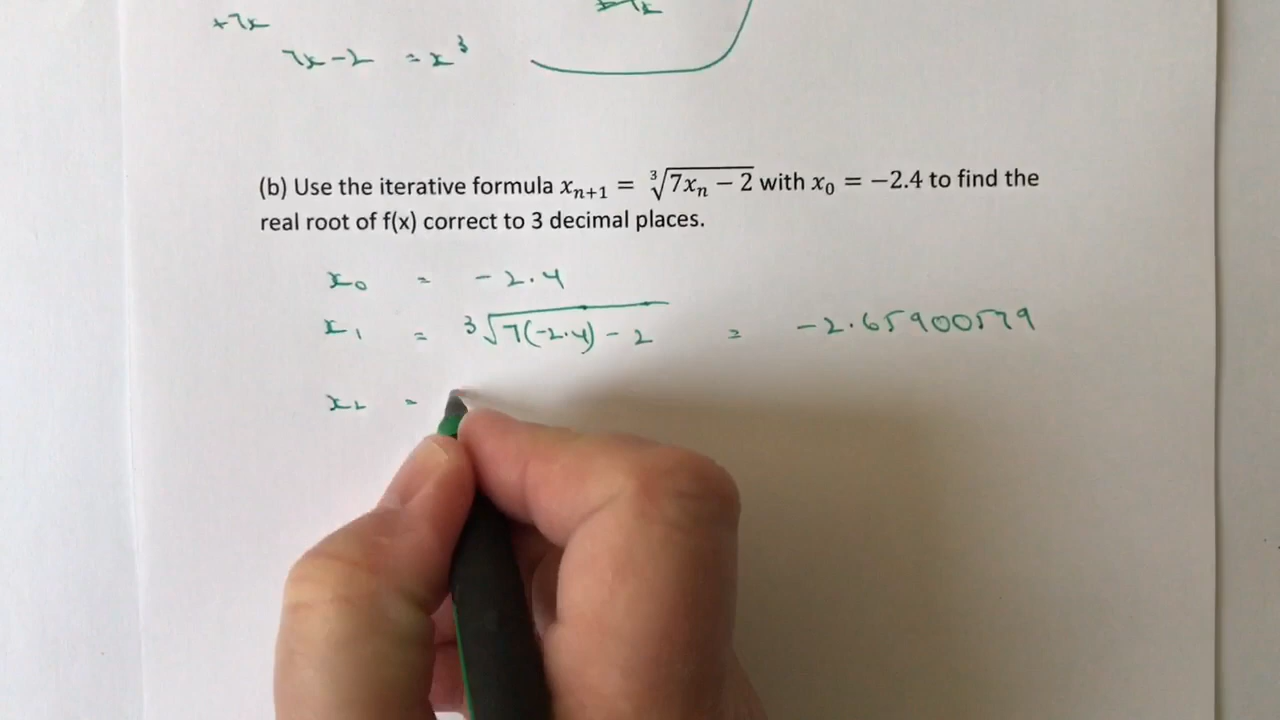 +7x
7x-2 = x³
(b) Use the iterative formula xₙ₊₁ = ∛(7xₙ − 2) with x₀ = −2.4 to find the
real root of f(x) correct to 3 decimal places.
x₀ = -2.4
x₁ = ∛(7(-2.4) - 2) = -2.65900579
x₂ =